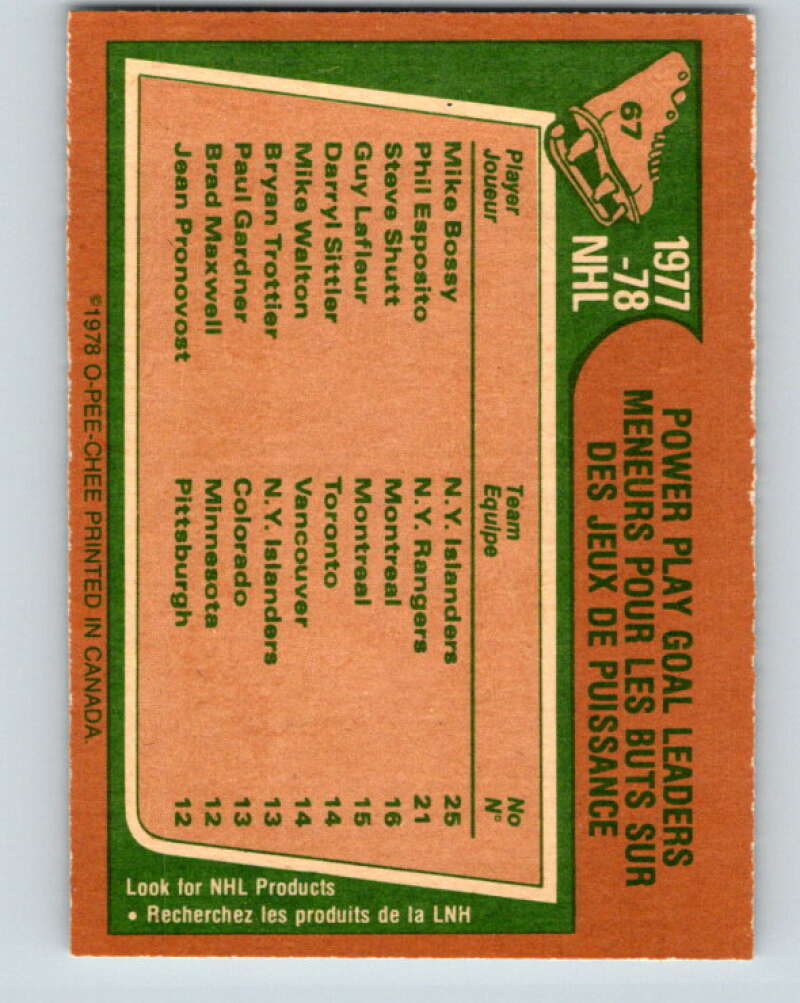 67
1977
-78
NHL
POWER PLAY GOAL LEADERS
MENEURS POUR LES BUTS SUR
DES JEUX DE PUISSANCE
Player Team No
Joueur Equipe N°
Mike Bossy N.Y. Islanders 25
Phil Esposito N.Y. Rangers 21
Steve Shutt Montreal 16
Guy Lafleur Montreal 15
Darryl Sittler Toronto 14
Mike Walton Vancouver 14
Bryan Trottier N.Y. Islanders 13
Paul Gardner Colorado 13
Brad Maxwell Minnesota 12
Jean Pronovost Pittsburgh 12
Look for NHL Products
• Recherchez les produits de la LNH
©1978 O-PEE-CHEE PRINTED IN CANADA.